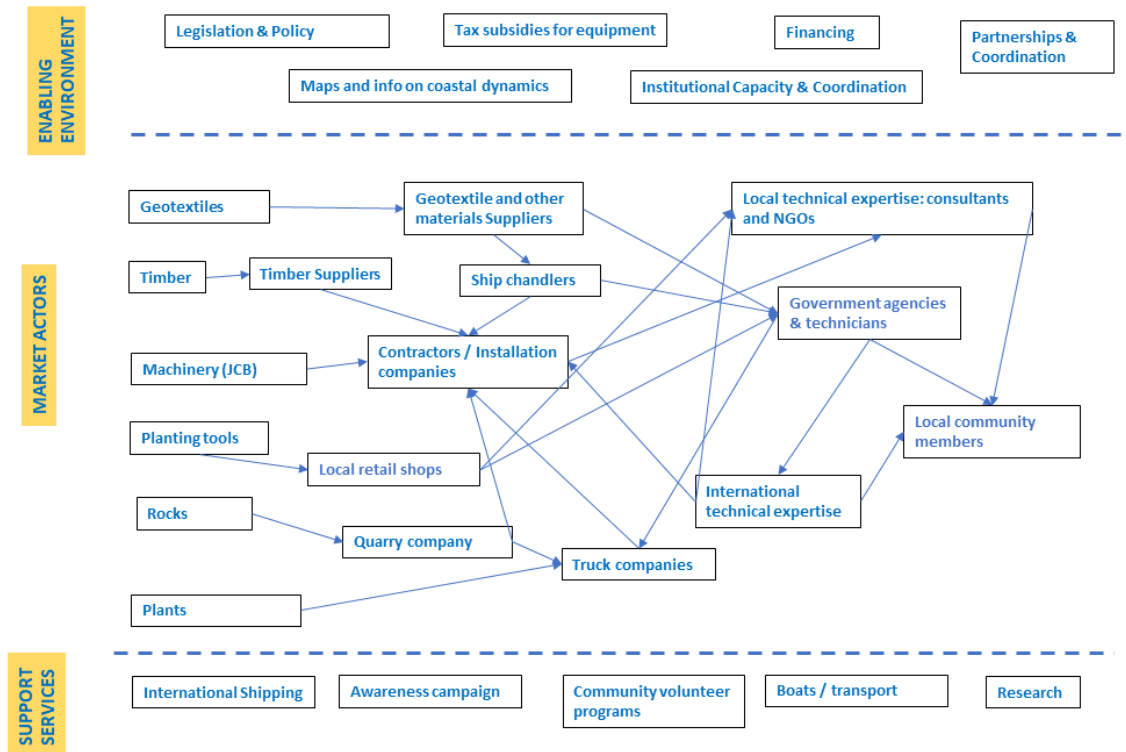 ENABLING
ENVIRONMENT
Legislation & Policy
Tax subsidies for equipment
Financing
Partnerships &
Coordination
Maps and info on coastal dynamics
Institutional Capacity & Coordination
MARKET ACTORS
Geotextiles
Geotextile and other
materials Suppliers
Local technical expertise: consultants
and NGOs
Timber
Timber Suppliers
Ship chandlers
Government agencies
& technicians
Machinery (JCB)
Contractors / Installation
companies
Local community
members
Planting tools
Local retail shops
International
technical expertise
Rocks
Quarry company
Truck companies
Plants
SUPPORT
SERVICES
International Shipping
Awareness campaign
Community volunteer
programs
Boats / transport
Research